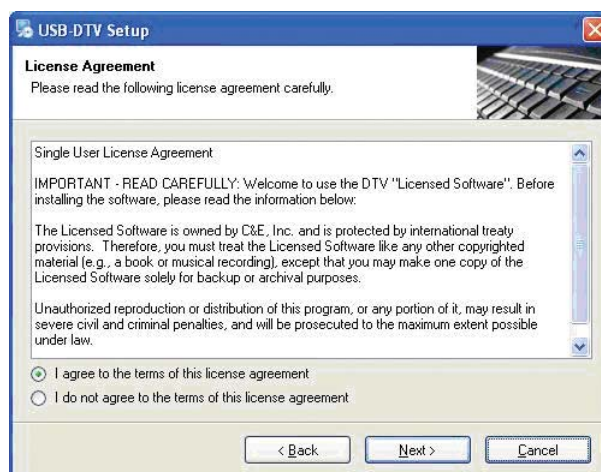 USB-DTV Setup
License Agreement
Please read the following license agreement carefully.
Single User License Agreement
IMPORTANT - READ CAREFULLY: Welcome to use the DTV "Licensed Software". Before
installing the software, please read the information below:
The Licensed Software is owned by C&E, Inc. and is protected by international treaty
provisions. Therefore, you must treat the Licensed Software like any other copyrighted
material (e.g., a book or musical recording), except that you may make one copy of the
Licensed Software solely for backup or archival purposes.
Unauthorized reproduction or distribution of this program, or any portion of it, may result in
severe civil and criminal penalties, and will be prosecuted to the maximum extent possible
under law.
I agree to the terms of this license agreement
I do not agree to the terms of this license agreement
< Back Next > Cancel